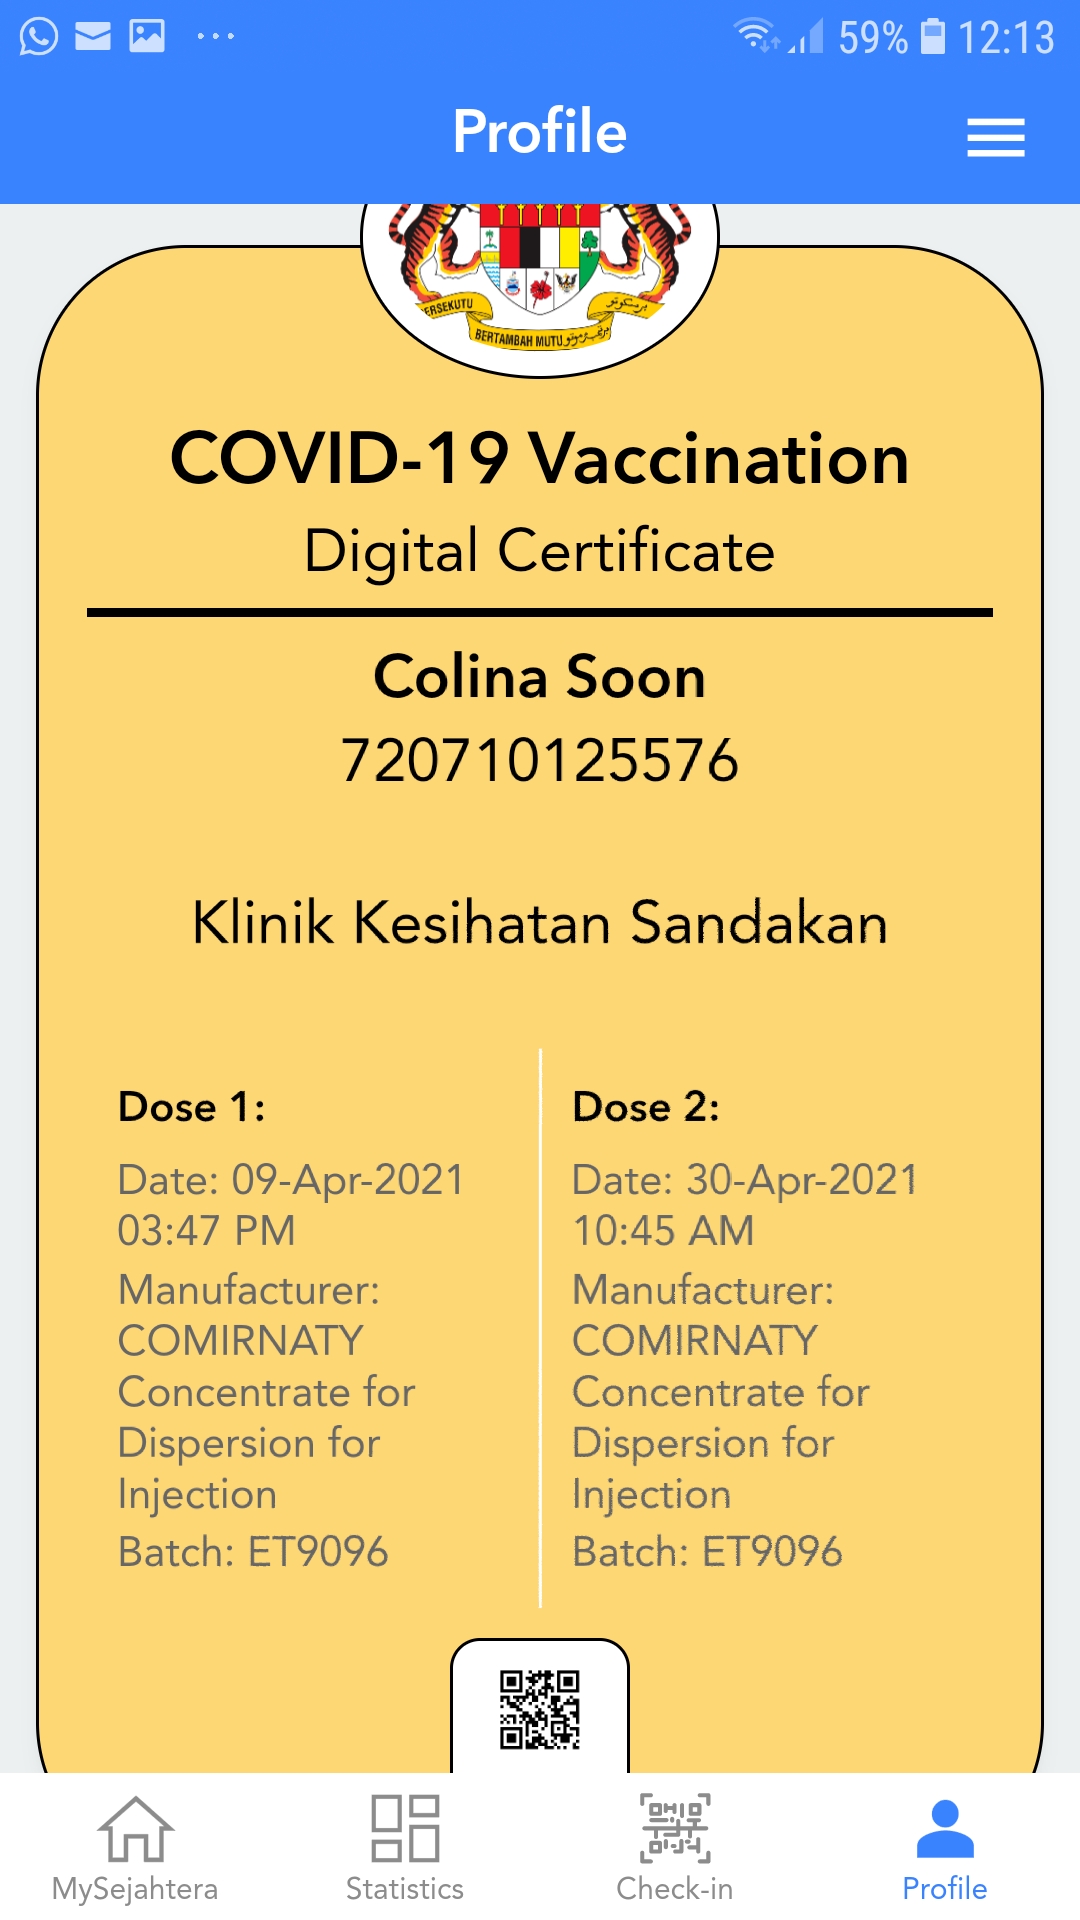 59% 12:13
Profile
ERSEKUTU برسكوتو
BERTAMBAH MUTU
COVID-19 Vaccination
Digital Certificate
Colina Soon
720710125576
Klinik Kesihatan Sandakan
Dose 1:
Date: 09-Apr-2021
03:47 PM
Manufacturer:
COMIRNATY
Concentrate for
Dispersion for
Injection
Batch: ET9096
Dose 2:
Date: 30-Apr-2021
10:45 AM
Manufacturer:
COMIRNATY
Concentrate for
Dispersion for
Injection
Batch: ET9096
MySejahtera
Statistics
Check-in
Profile